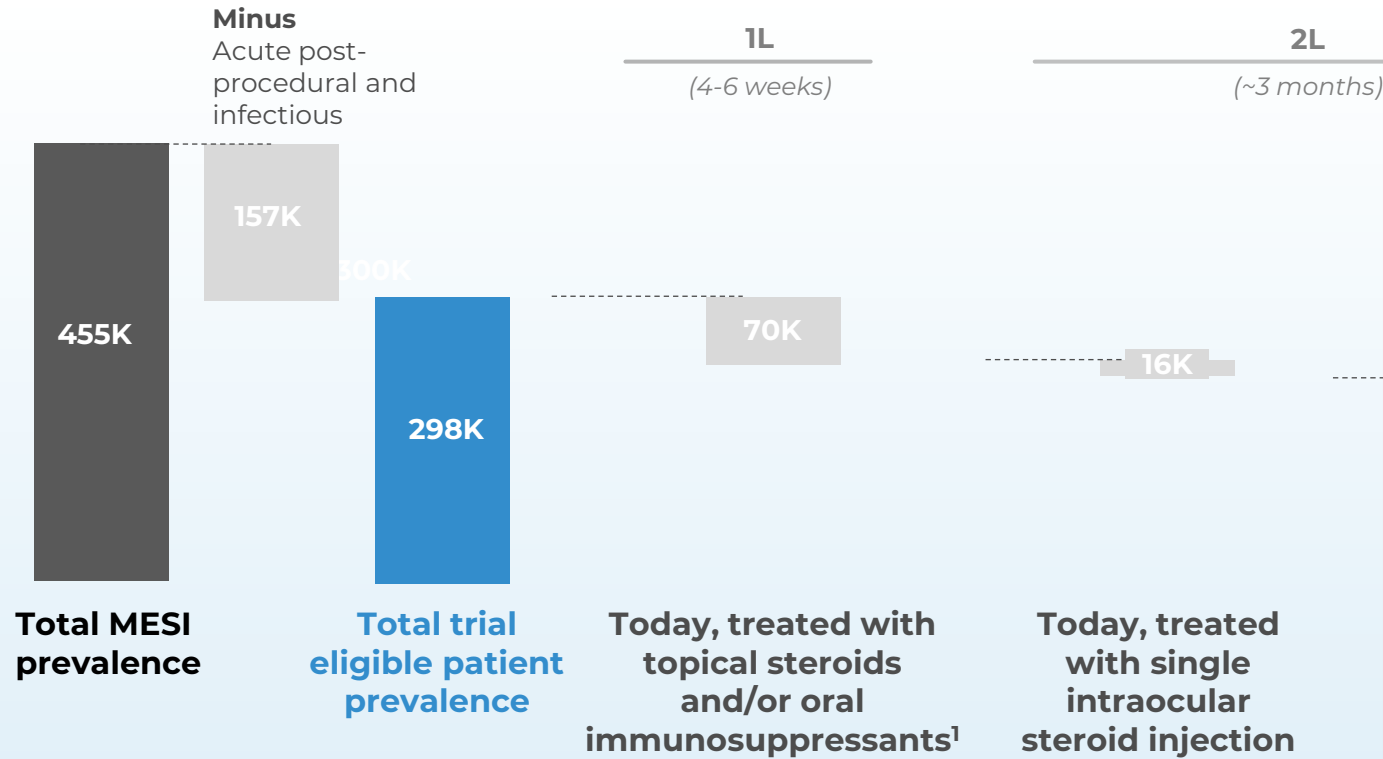 Minus
Acute post-
procedural and
infectious
1L
(4-6 weeks)
2L
(~3 months)
157K
300K
455K
298K
70K
16K
Total MESI
prevalence
Total trial
eligible patient
prevalence
Today, treated with
topical steroids
and/or oral
immunosuppressants¹
Today, treated
with single
intraocular
steroid injection